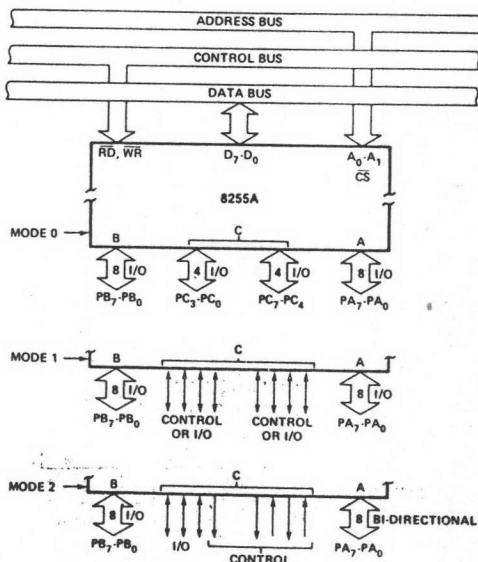 ADDRESS BUS
CONTROL BUS
DATA BUS
RD, WR D7-D0 A0-A1
CS
8255A
MODE 0 B C A
8 I/O 4 I/O 4 I/O 8 I/O
PB7-PB0 PC3-PC0 PC7-PC4 PA7-PA0
MODE 1 B C A
8 I/O 8 I/O
PB7-PB0 CONTROL OR I/O CONTROL OR I/O PA7-PA0
MODE 2 B C A
8 I/O 8 BI-DIRECTIONAL
PB7-PB0 I/O CONTROL PA7-PA0